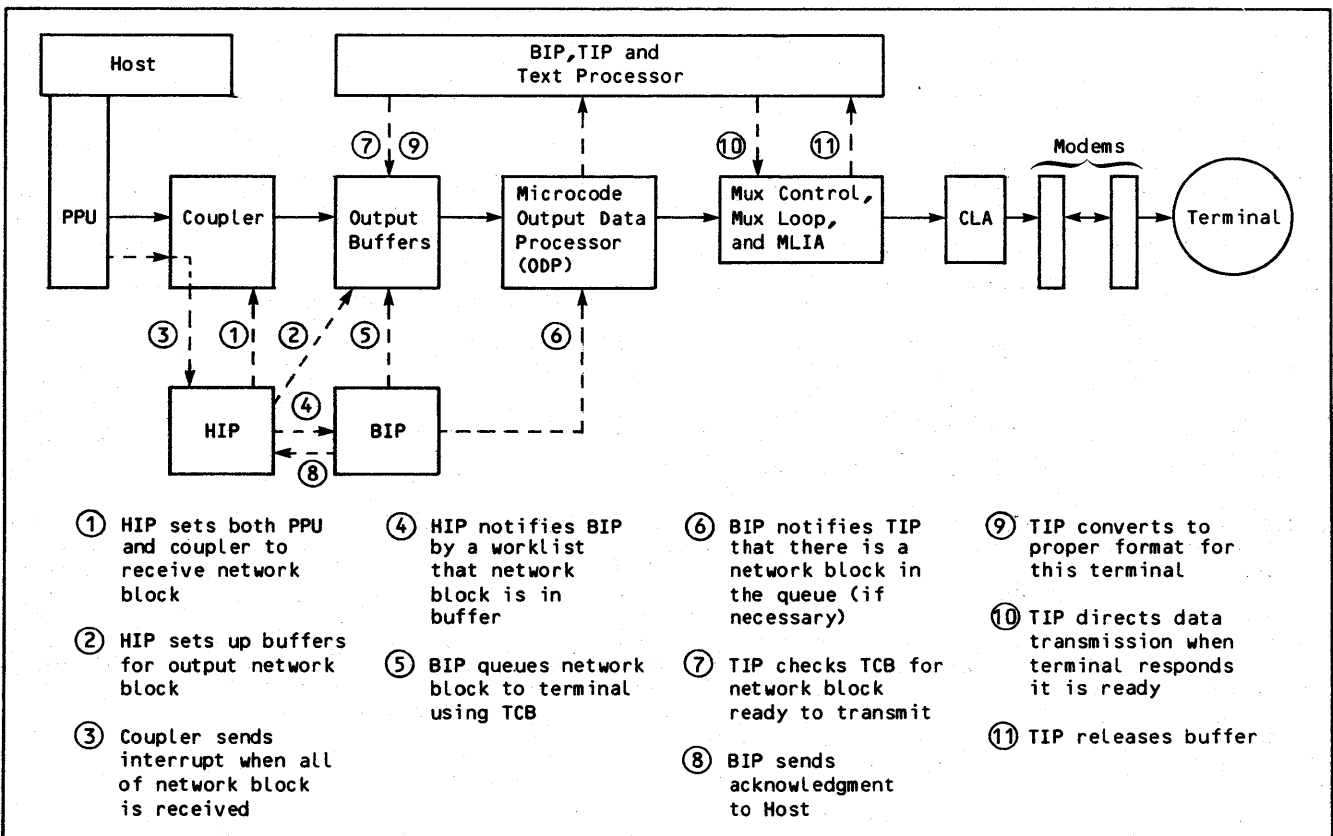 Host
BIP,TIP and
Text Processor
⑦
⑨
⑩
⑪
Modems
PPU
Coupler
Output
Buffers
Microcode
Output Data
Processor
(ODP)
Mux Control,
Mux Loop,
and MLIA
CLA
Terminal
③
①
②
⑤
⑥
④
HIP
BIP
⑧
① HIP sets both PPU
and coupler to
receive network
block
② HIP sets up buffers
for output network
block
③ Coupler sends
interrupt when all
of network block
is received
④ HIP notifies BIP
by a worklist
that network
block is in
buffer
⑤ BIP queues network
block to terminal
using TCB
⑥ BIP notifies TIP
that there is a
network block in
the queue (if
necessary)
⑦ TIP checks TCB for
network block
ready to transmit
⑧ BIP sends
acknowledgment
to Host
⑨ TIP converts to
proper format for
this terminal
⑩ TIP directs data
transmission when
terminal responds
it is ready
⑪ TIP releases buffer